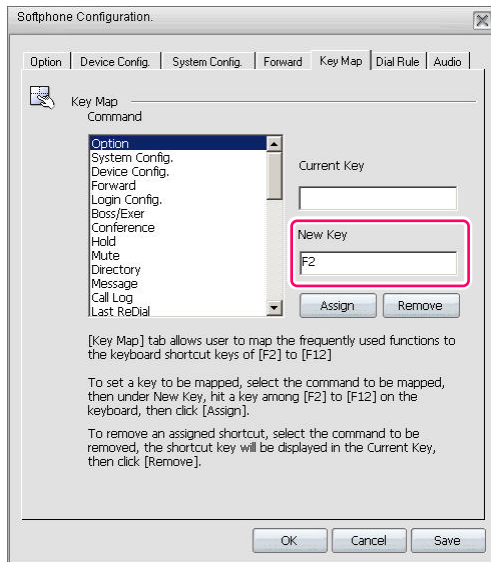 Softphone Configuration.
Option Device Config. System Config. Forward Key Map Dial Rule Audio
Key Map
Command
Option
System Config.
Device Config.
Forward
Login Config.
Boss/Exer
Conference
Hold
Mute
Directory
Message
Call Log
Last ReDial
Current Key
New Key
F2
Assign Remove
[Key Map] tab allows user to map the frequently used functions to
the keyboard shortcut keys of [F2] to [F12]
To set a key to be mapped, select the command to be mapped,
then under New Key, hit a key among [F2] to [F12] on the
keyboard, then click [Assign].
To remove an assigned shortcut, select the command to be
removed, the shortcut key will be displayed in the Current Key,
then click [Remove].
OK Cancel Save